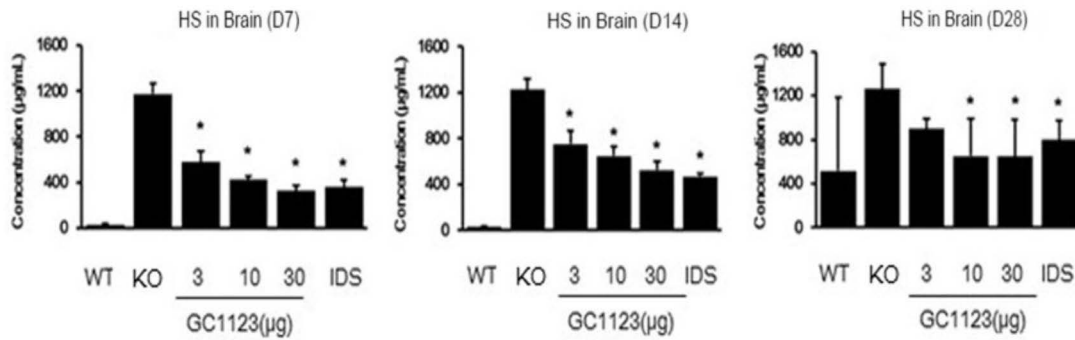 HS in Brain (D7)
Concentration (µg/mL)
1600
1200
800
400
0
*
*
*
*
WT KO 3 10 30 IDS
GC1123(µg)
HS in Brain (D14)
Concentration (µg/mL)
1600
1200
800
400
0
*
*
*
*
WT KO 3 10 30 IDS
GC1123(µg)
HS in Brain (D28)
Concentration (µg/mL)
1600
1200
800
400
0
*
*
*
WT KO 3 10 30 IDS
GC1123(µg)